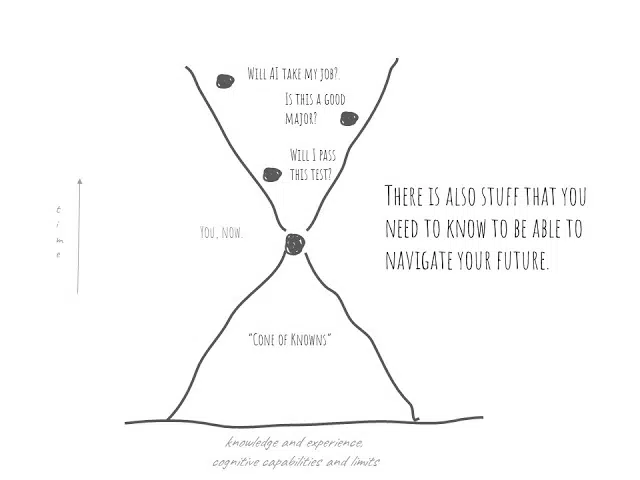 Will AI take my job?.
Is this a good
major?
Will I pass
this test?
There is also stuff that you
need to know to be able to
navigate your future.
time
You, now.
"Cone of Knowns"
knowledge and experience,
cognitive capabilities and limits